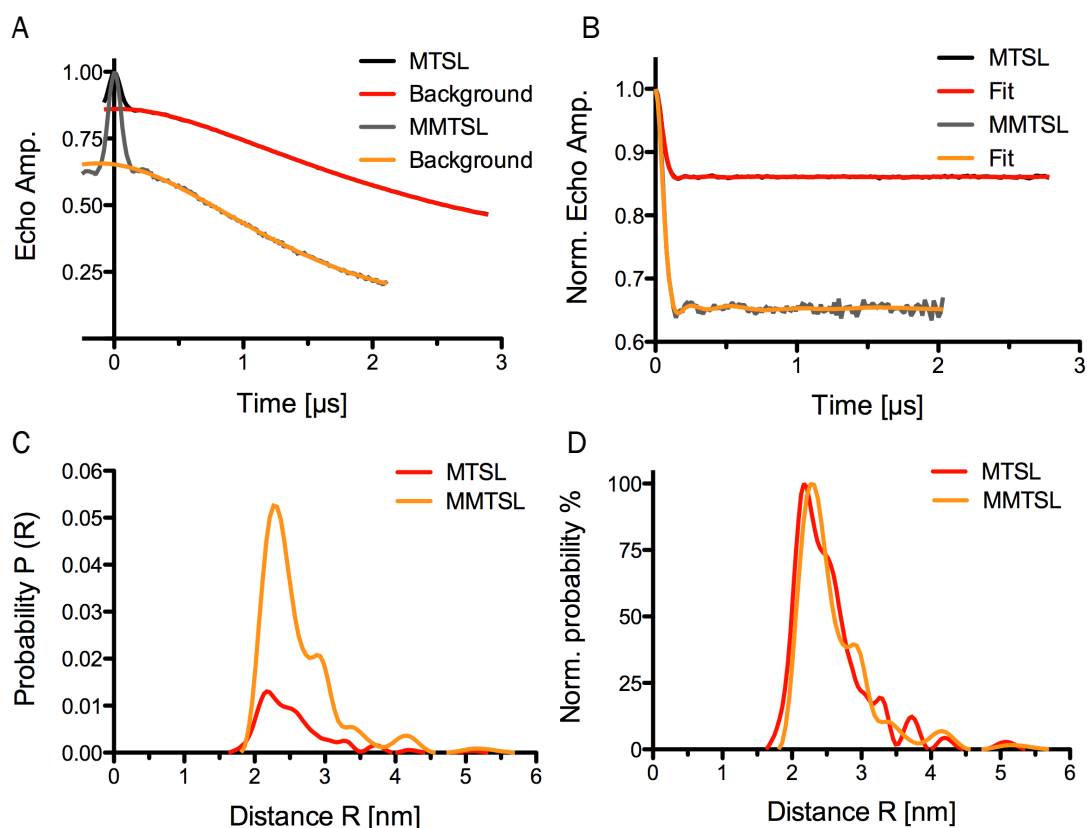 A
MTSL
Background
MMTSL
Background
1.00
0.75
0.50
0.25
Echo Amp.
0 1 2 3
Time [µs]
B
MTSL
Fit
MMTSL
Fit
1.0
0.9
0.8
0.7
0.6
Norm. Echo Amp.
0 1 2 3
Time [µs]
C
MTSL
MMTSL
0.06
0.05
0.04
0.03
0.02
0.01
0.00
Probability P (R)
0 1 2 3 4 5 6
Distance R [nm]
D
MTSL
MMTSL
100
75
50
25
0
Norm. probability %
0 1 2 3 4 5 6
Distance R [nm]